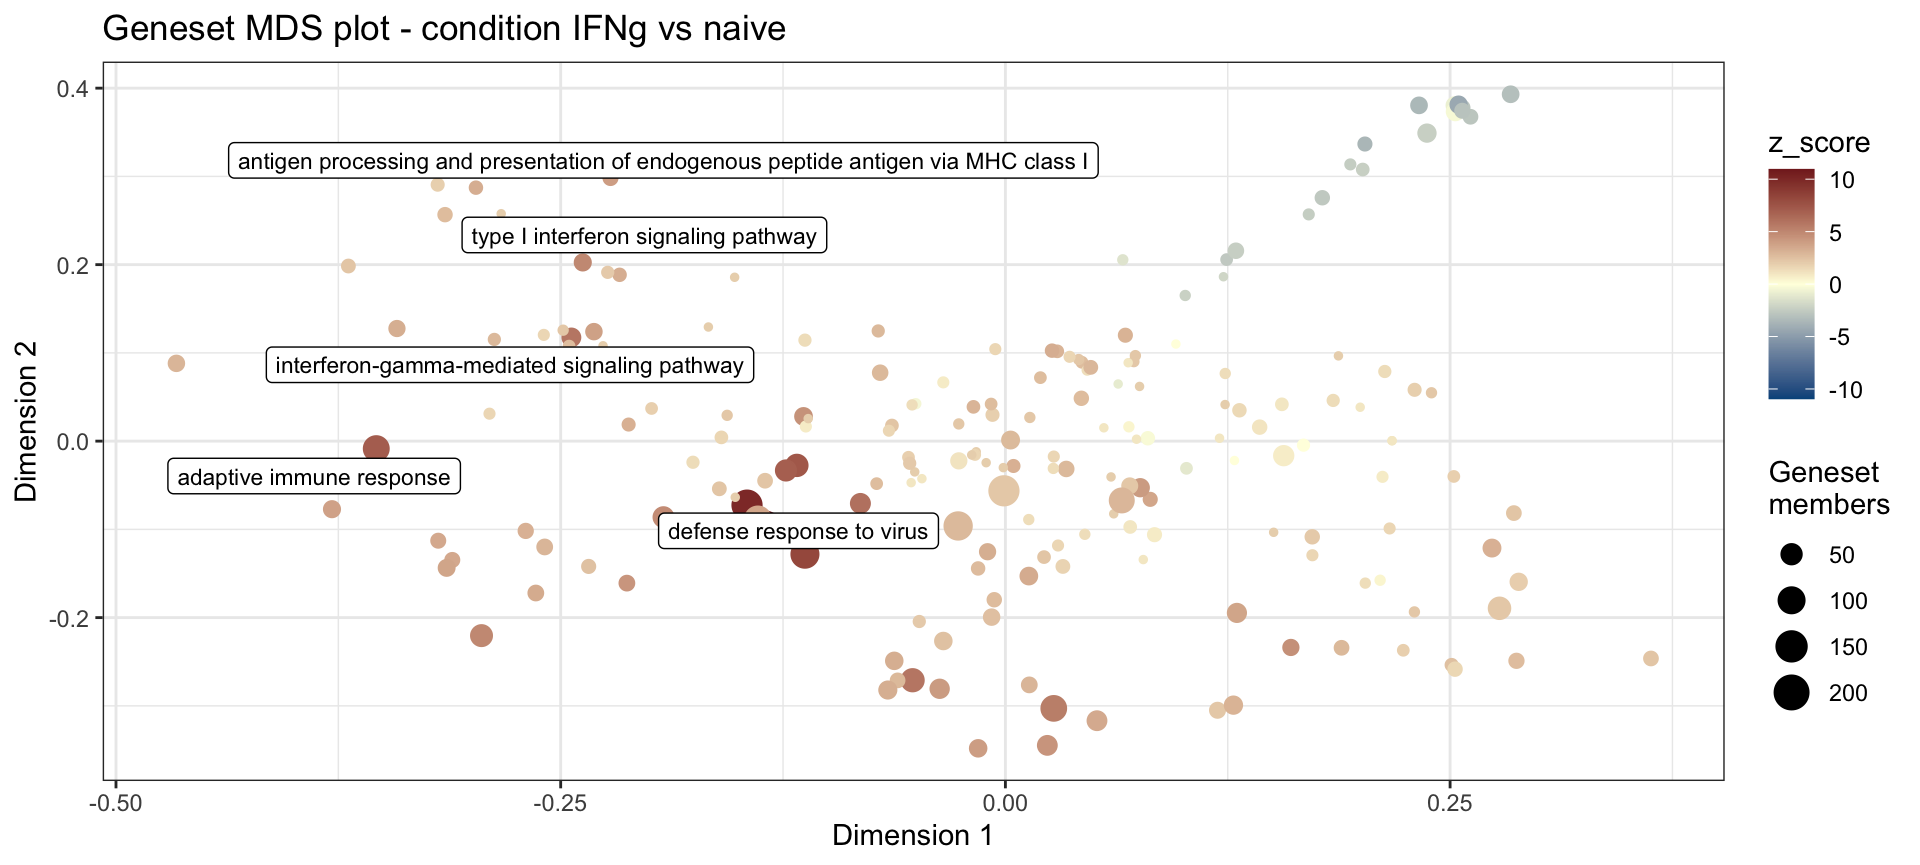 Geneset MDS plot - condition IFNg vs naive
0.4
0.2
0.0
-0.2
Dimension 2
antigen processing and presentation of endogenous peptide antigen via MHC class I
type I interferon signaling pathway
interferon-gamma-mediated signaling pathway
adaptive immune response
defense response to virus
-0.50
-0.25
0.00
0.25
Dimension 1
z_score
10
5
0
-5
-10
Geneset
members
50
100
150
200